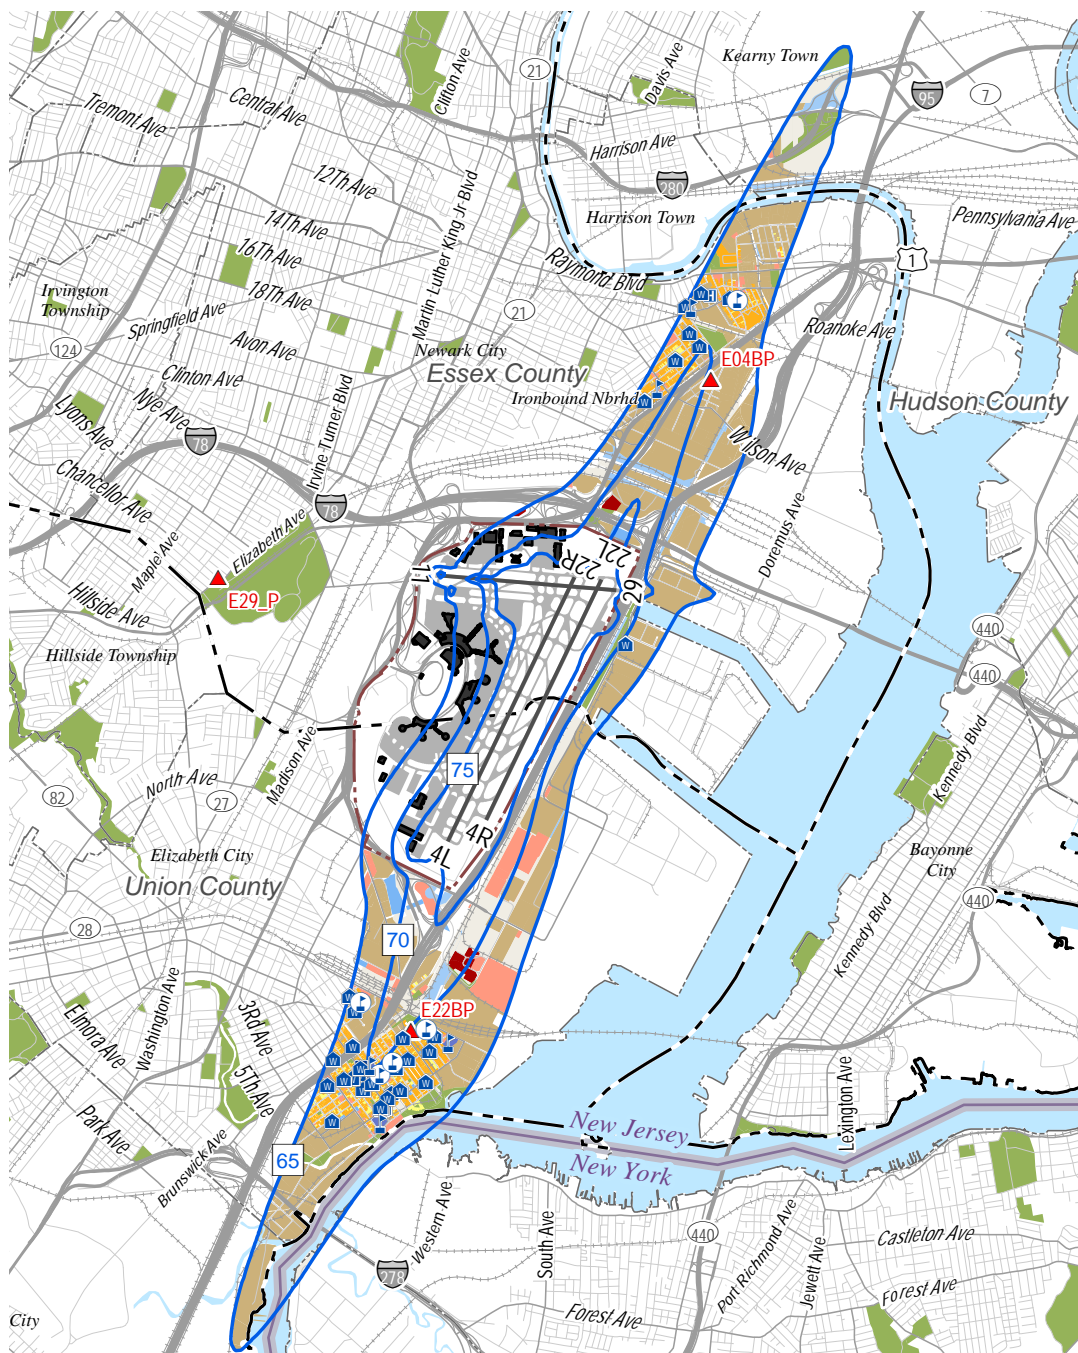 Kearny Town
21
Davis Ave
Clifton Ave
95
7
Tremont Ave
Central Ave
Harrison Ave
280
12Th Ave
Harrison Town
Pennsylvania Ave
14Th Ave
Martin Luther King Jr Blvd
16Th Ave
Raymond Blvd
1
Irvington
Township
18Th Ave
Springfield Ave
21
Roanoke Ave
124
Avon Ave
Newark City
E04BP
Clinton Ave
Essex County
Nye Ave
Ironbound Nbrhd
Hudson County
Lyons Ave
Irvine Turner Blvd
78
Wilson Ave
Chancellor Ave
78
Doremus Ave
Elizabeth Ave
Maple Ave
11
22R
22L
29
E29_P
Hillside Ave
440
Hillside Township
440
Madison Ave
Kennedy Blvd
75
North Ave
82
27
4R
4L
Elizabeth City
Bayonne
City
Union County
440
28
70
Kennedy Blvd
Washington Ave
E22BP
3Rd Ave
Elmora Ave
5Th Ave
Lexington Ave
Park Ave
New Jersey
New York
65
Brunswick Ave
Western Ave
South Ave
440
Port Richmond Ave
Jewett Ave
Castleton Ave
278
Forest Ave
Forest Ave
City